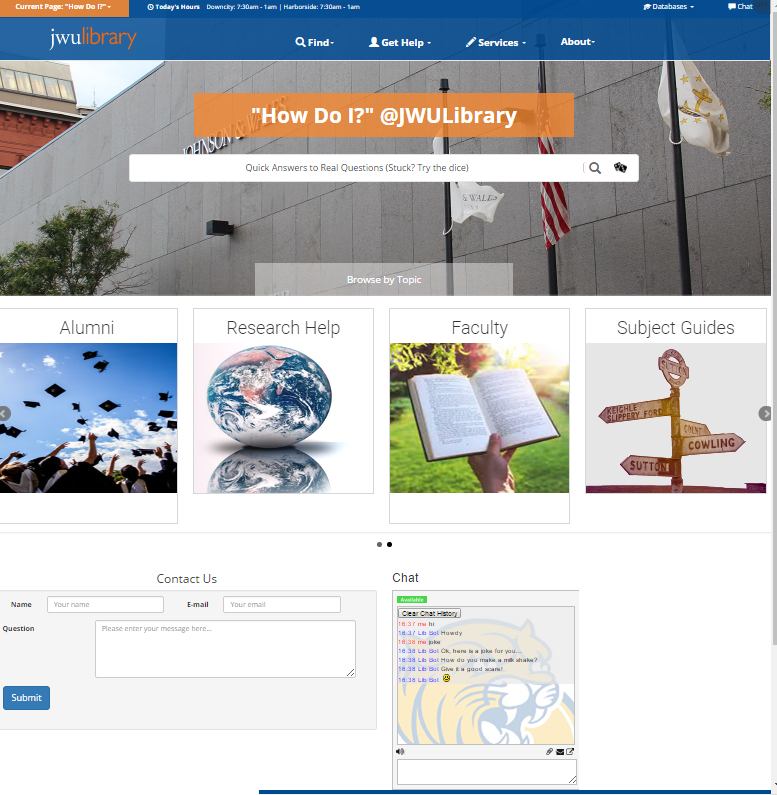 Current Page: "How Do I?"
Today's Hours Downcity: 7:30am - 1am | Harborside: 7:30am - 1am
Databases
Chat
jwulibrary
Find
Get Help
Services
About
"How Do I?" @JWULibrary
JOHNSON & WALES
Quick Answers to Real Questions (Stuck? Try the dice)
& WALES
Browse by Topic
Alumni
Research Help
Faculty
Subject Guides
SUTTON
KEIGHLEY
SLIPPERY FORD
COLNE
COWLING
SUTTON
Contact Us
Name
Your name
E-mail
Your email
Question
Please enter your message here...
Submit
Chat
Available
Clear Chat History
16:37 me hi
16:37 Lib Bot Howdy
16:38 me joke
16:38 Lib Bot Ok, here is a joke for you...
16:38 Lib Bot How do you make a milk shake?
16:38 Lib Bot Give it a good scare!
16:38 Lib Bot